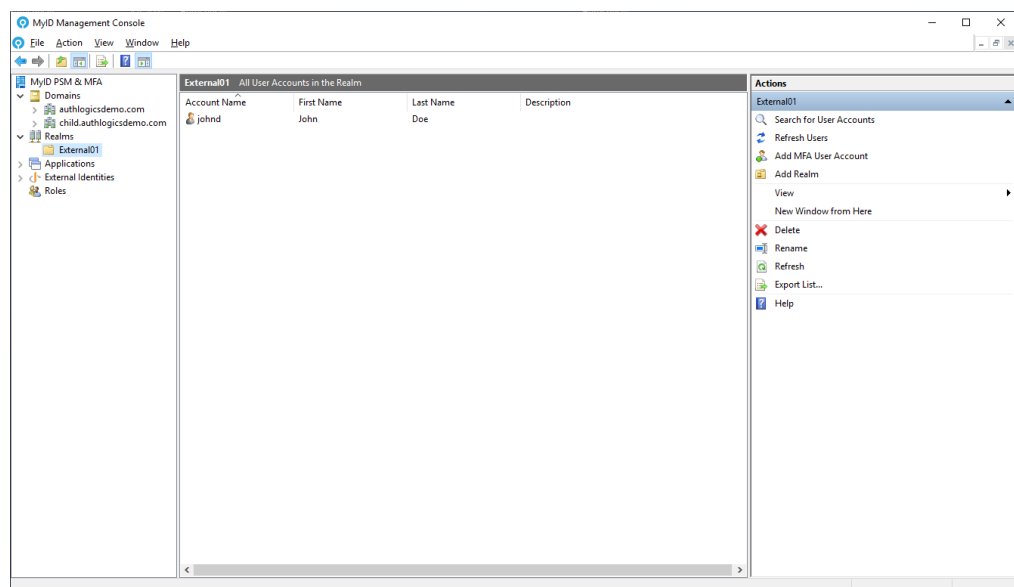 MyID Management Console
File Action View Window Help
MyID PSM & MFA
Domains
authlogicsdemo.com
child.authlogicsdemo.com
Realms
External01
Applications
External Identities
Roles
External01 All User Accounts in the Realm
Account Name First Name Last Name Description
johnd John Doe
Actions
External01
Search for User Accounts
Refresh Users
Add MFA User Account
Add Realm
View
New Window from Here
Delete
Rename
Refresh
Export List...
Help